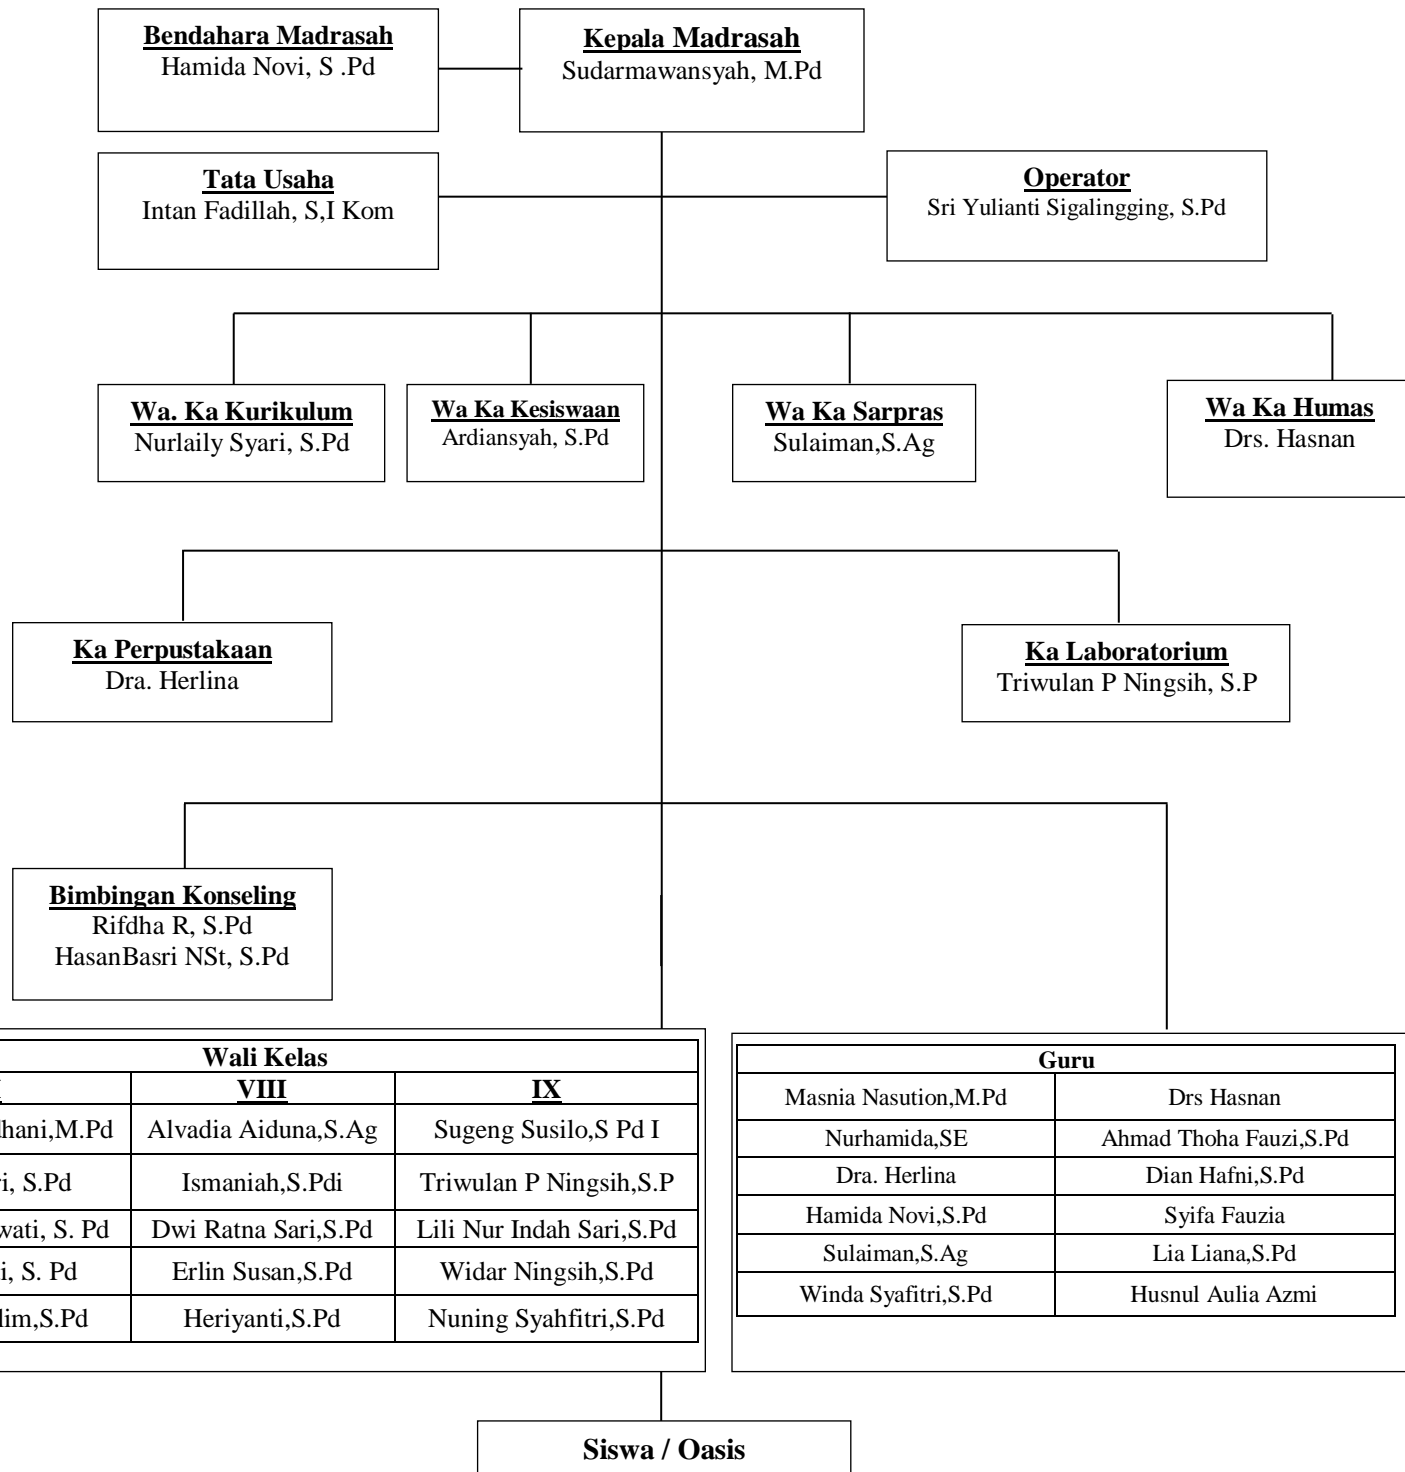 Bendahara Madrasah
Hamida Novi, S .Pd
Kepala Madrasah
Sudarmawansyah, M.Pd
Tata Usaha
Intan Fadillah, S,I Kom
Operator
Sri Yulianti Sigalingging, S.Pd
Wa. Ka Kurikulum
Nurlaily Syari, S.Pd
Wa Ka Kesiswaan
Ardiansyah, S.Pd
Wa Ka Sarpras
Sulaiman,S.Ag
Wa Ka Humas
Drs. Hasnan
Ka Perpustakaan
Dra. Herlina
Ka Laboratorium
Triwulan P Ningsih, S.P
Bimbingan Konseling
Rifdha R, S.Pd
HasanBasri NSt, S.Pd
Wali Kelas
VIII IX
M.Pd Alvadia Aiduna,S.Ag Sugeng Susilo,S Pd I
S.Pd Ismaniah,S.Pdi Triwulan P Ningsih,S.P
S. Pd Dwi Ratna Sari,S.Pd Lili Nur Indah Sari,S.Pd
S. Pd Erlin Susan,S.Pd Widar Ningsih,S.Pd
S.Pd Heriyanti,S.Pd Nuning Syahfitri,S.Pd
Guru
Masnia Nasution,M.Pd Drs Hasnan
Nurhamida,SE Ahmad Thoha Fauzi,S.Pd
Dra. Herlina Dian Hafni,S.Pd
Hamida Novi,S.Pd Syifa Fauzia
Sulaiman,S.Ag Lia Liana,S.Pd
Winda Syafitri,S.Pd Husnul Aulia Azmi
Siswa / Oasis